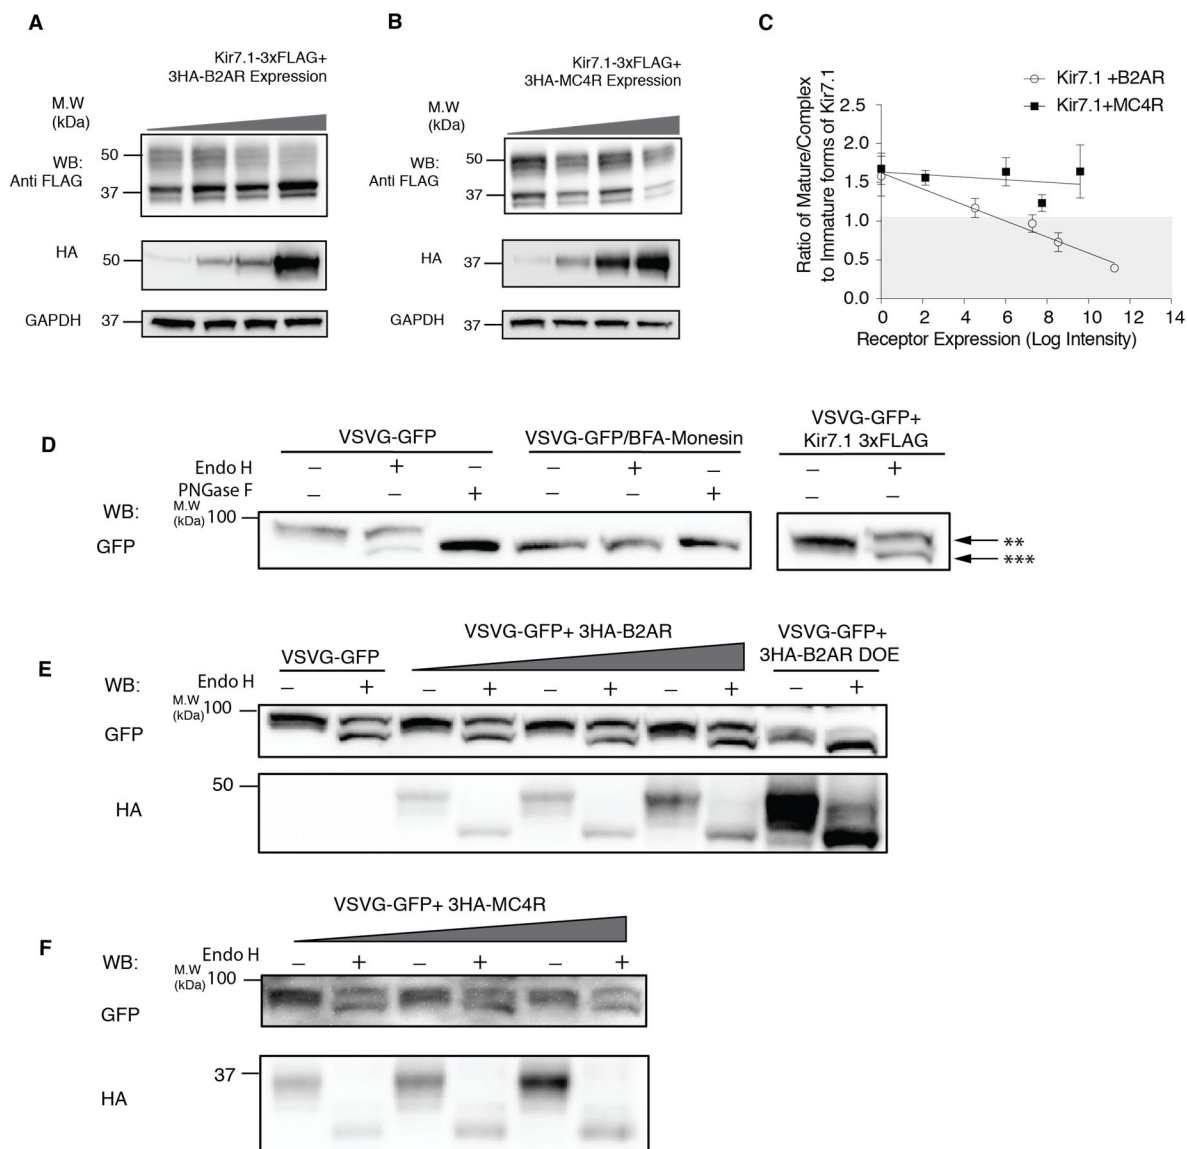 A
Kir7.1-3xFLAG+
3HA-B2AR Expression
M.W
(kDa)
50
WB:
Anti FLAG
37
HA
50
GAPDH
37
B
Kir7.1-3xFLAG+
3HA-MC4R Expression
M.W
(kDa)
50
WB:
Anti FLAG
37
HA
37
GAPDH
37
C
Kir7.1 +B2AR
Kir7.1+MC4R
Ratio of Mature/Complex
to Immature forms of Kir7.1
2.5
2.0
1.5
1.0
0.5
0.0
0 2 4 6 8 10 12 14
Receptor Expression (Log Intensity)
D
VSVG-GFP
VSVG-GFP/BFA-Monesin
VSVG-GFP+
Kir7.1 3xFLAG
Endo H – + – – + – – +
PNGase F – – + – – + – –
WB:
M.W
(kDa) 100
GFP
**
***
E
VSVG-GFP
VSVG-GFP+ 3HA-B2AR
VSVG-GFP+
3HA-B2AR DOE
WB:
Endo H – + – + – + – + – +
M.W
(kDa) 100
GFP
50
HA
F
VSVG-GFP+ 3HA-MC4R
WB:
Endo H – + – + – +
M.W
(kDa) 100
GFP
37
HA